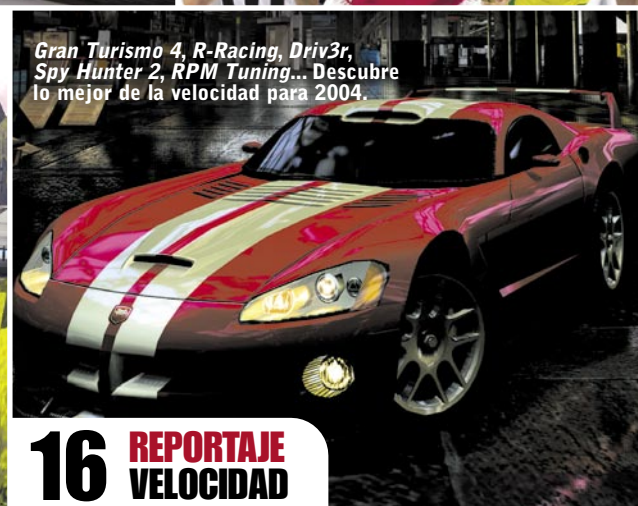 Gran Turismo 4, R-Racing, Driv3r,
Spy Hunter 2, RPM Tuning... Descubre
lo mejor de la velocidad para 2004.
16 REPORTAJE
VELOCIDAD